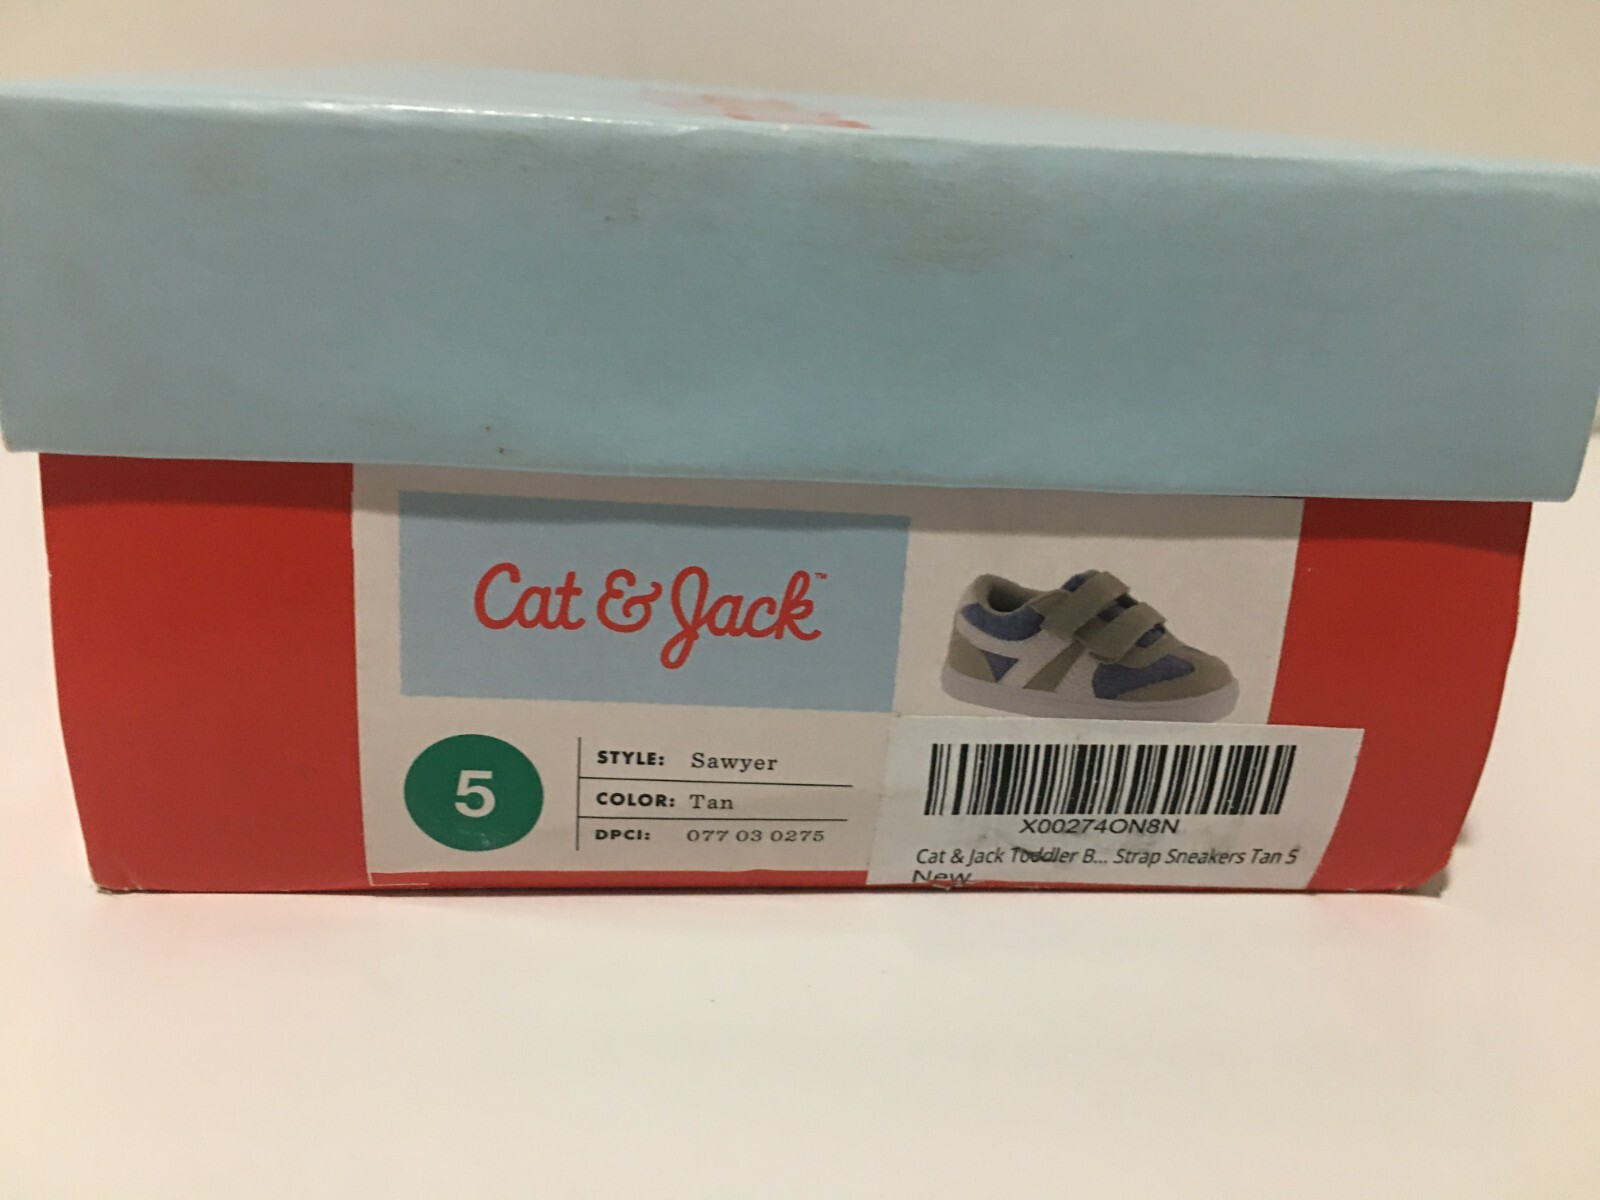 Cat & Jack™
5
STYLE: Sawyer
COLOR: Tan
DPCI: 077 03 0275
X00274ON8N
Cat & Jack Toddler B... Strap Sneakers Tan 5
New